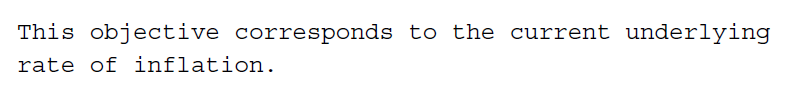 This objective corresponds to the current underlying
rate of inflation.